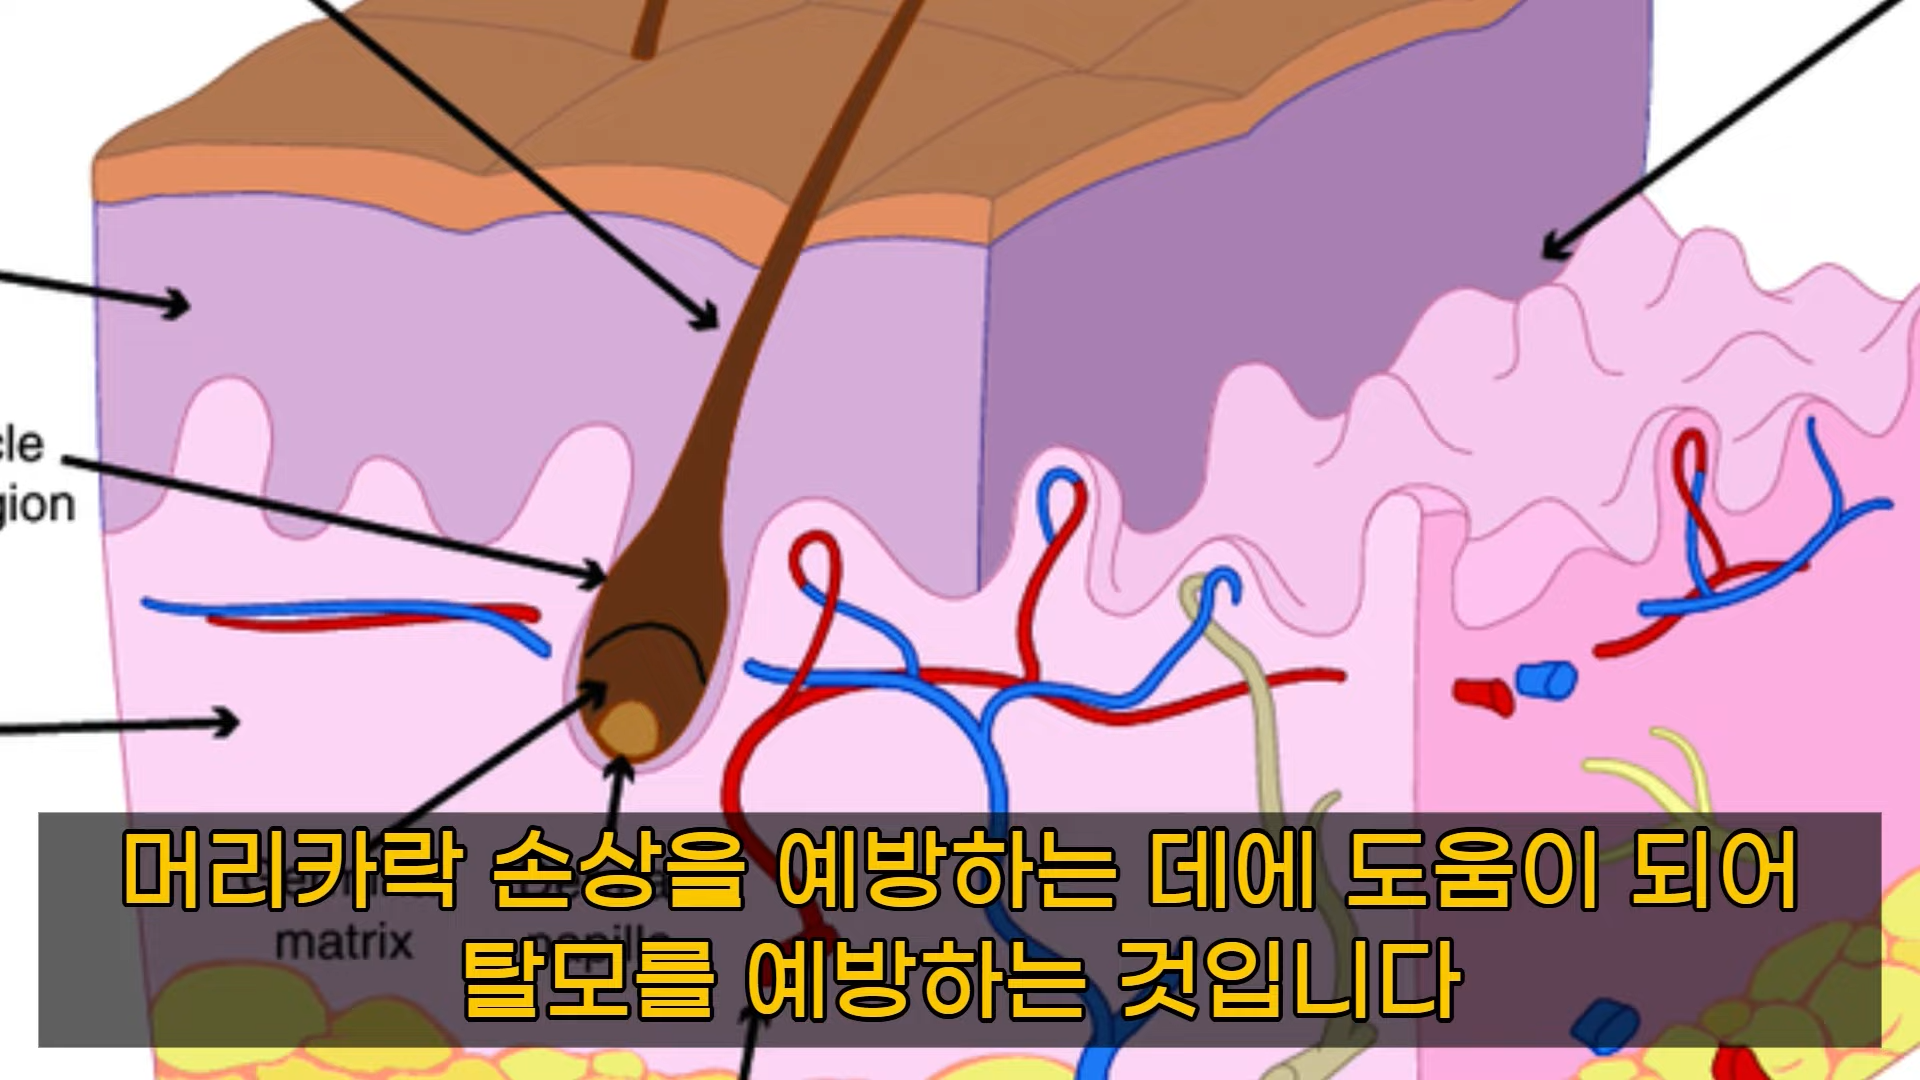 gion
matrix
머리카락 손상을 예방하는 데에 도움이 되어
탈모를 예방하는 것입니다